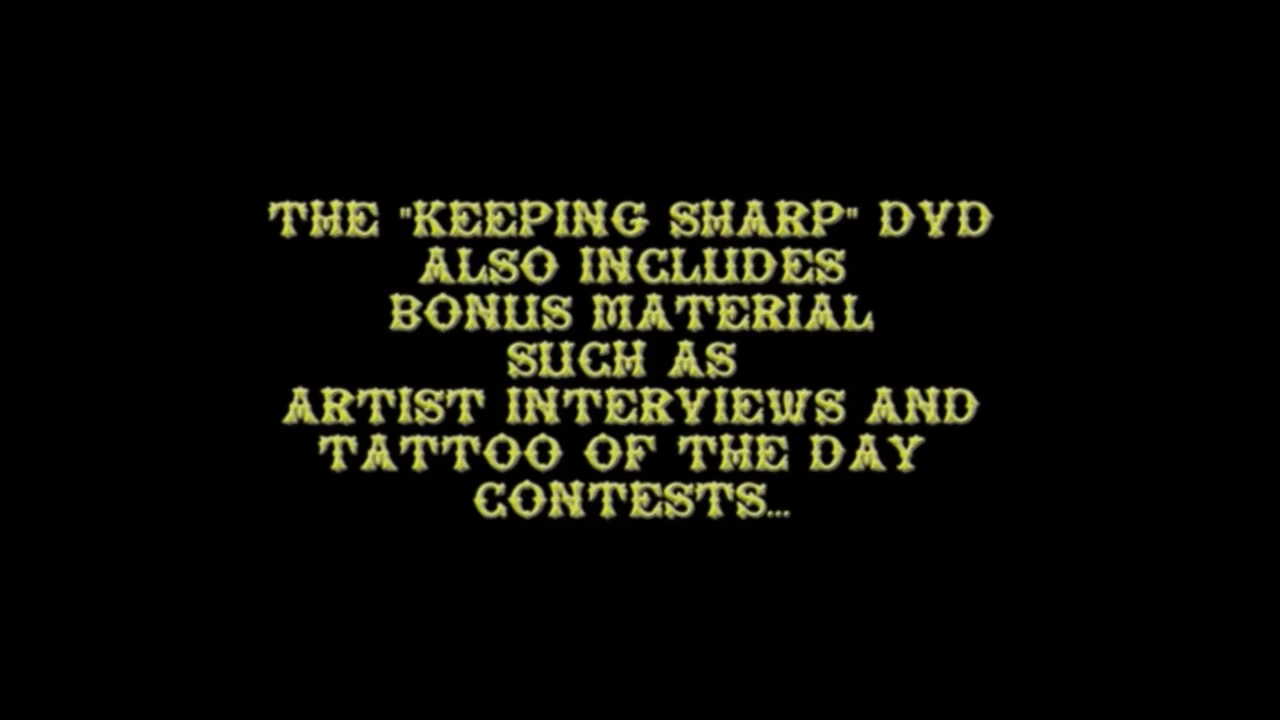 THE "KEEPING SHARP" DVD
ALSO INCLUDES
BONUS MATERIAL
SUCH AS
ARTIST INTERVIEWS AND
TATTOO OF THE DAY
CONTESTS...